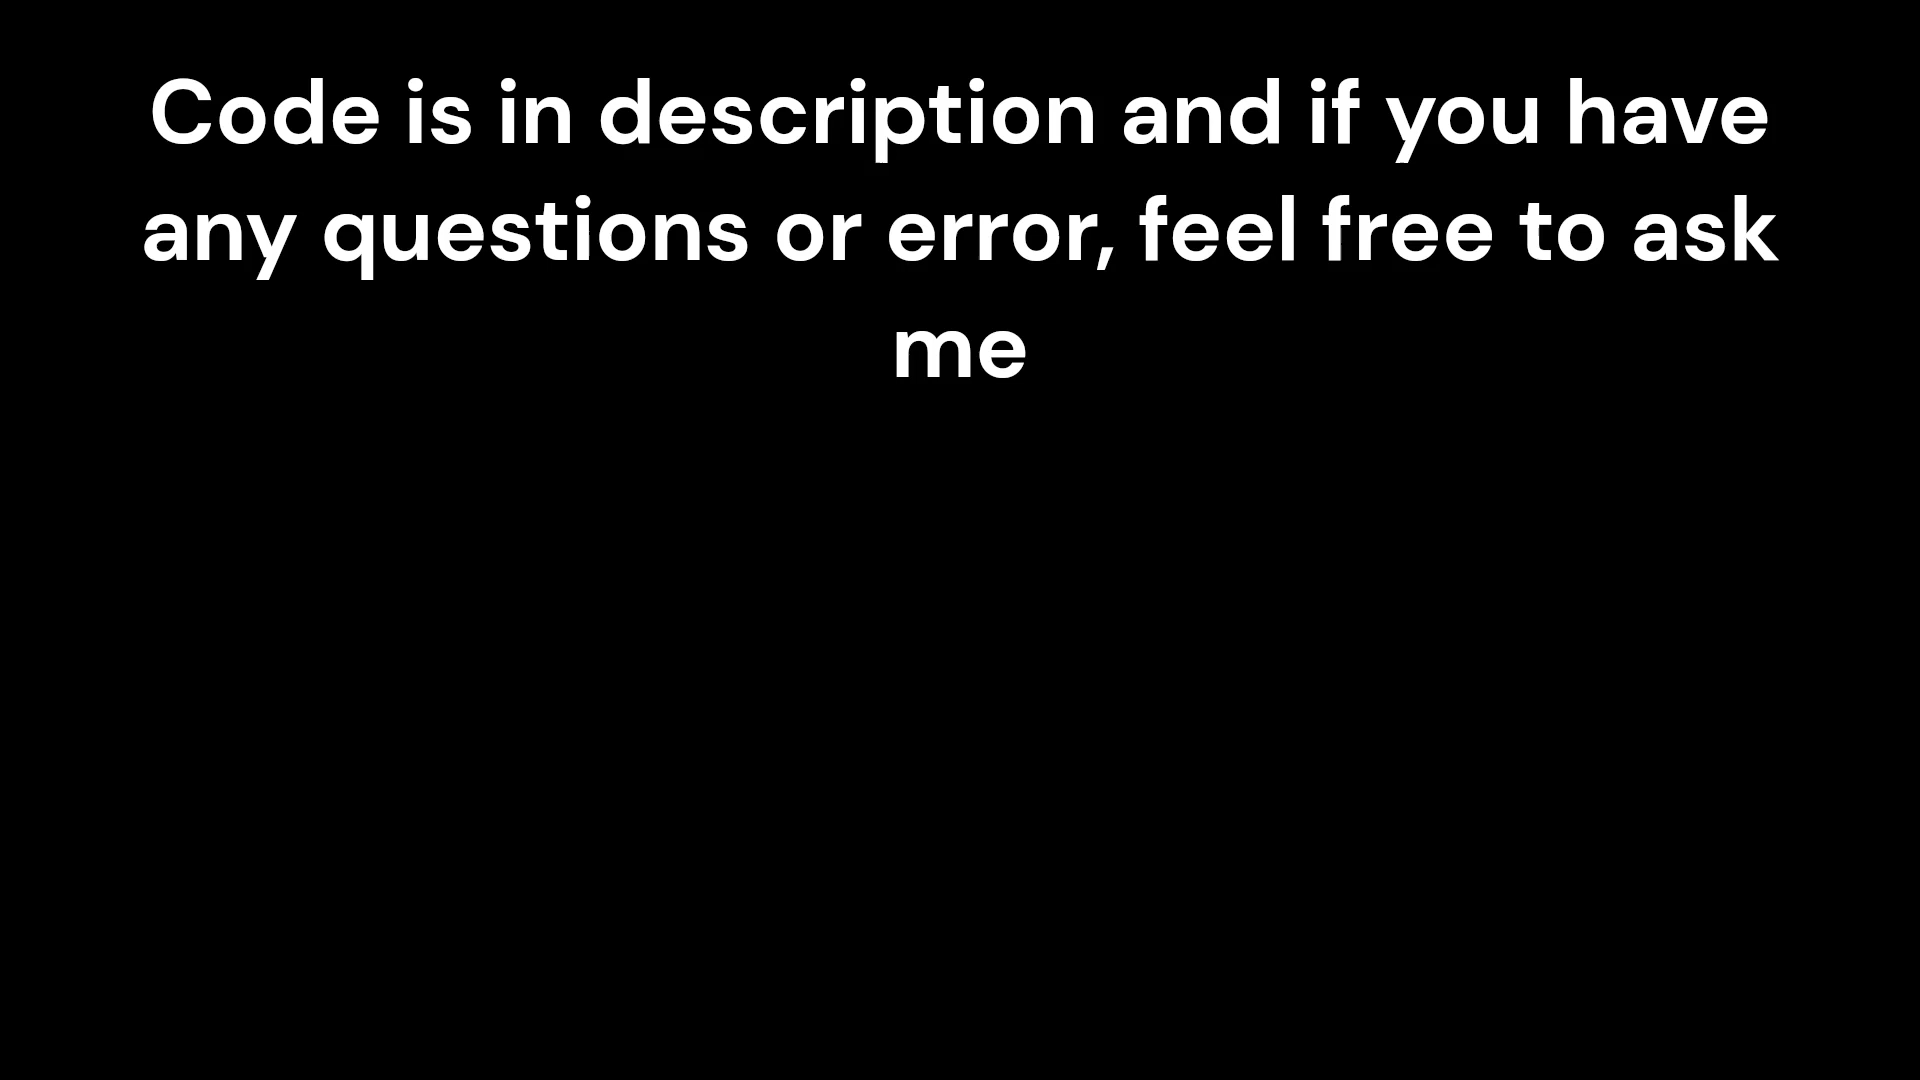 Code is in description and if you have
any questions or error, feel free to ask
me